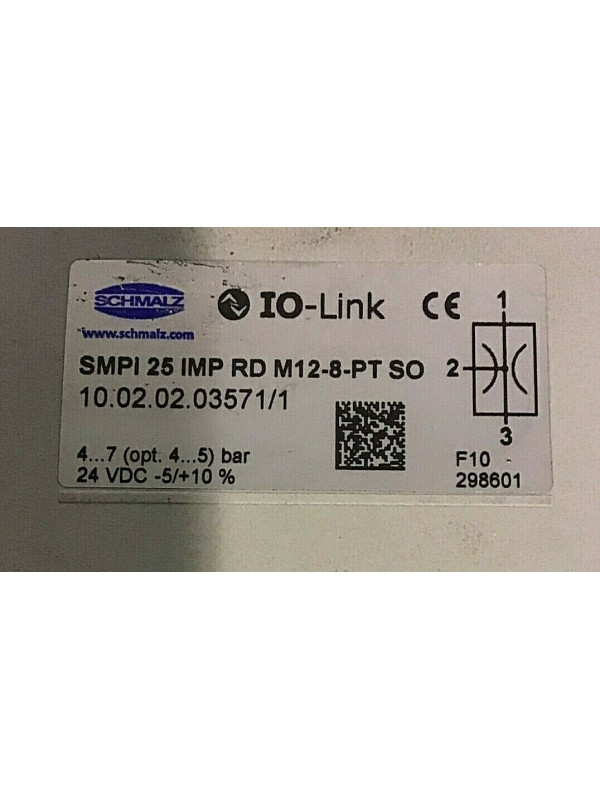 SCHMALZ
www.schmalz.com
IO-Link
CE
SMPI 25 IMP RD M12-8-PT SO
10.02.02.03571/1
1
2
3
4...7 (opt. 4...5) bar
24 VDC -5/+10 %
F10
298601